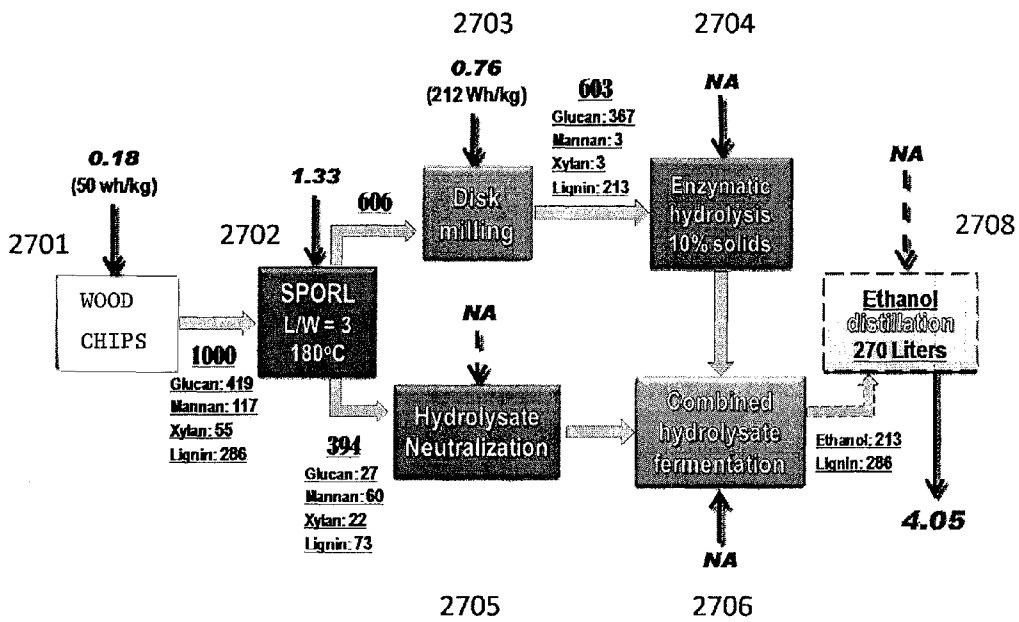 2703
2704
0.76
(212 Wh/kg)
603
Glucan: 367
Mannan: 3
Xylan: 3
Lignin: 213
NA
0.18
(50 wh/kg)
1.33
606
Disk
milling
Enzymatic
hydrolysis
10% solids
NA
2701
2702
2708
WOOD
CHIPS
SPORL
L/W = 3
180°C
NA
Ethanol
distillation
270 Liters
1000
Glucan: 419
Mannan: 117
Xylan: 55
Lignin: 286
394
Glucan: 27
Mannan: 60
Xylan: 22
Lignin: 73
Hydrolysate
Neutralization
Combined
hydrolysate
fermentation
Ethanol: 213
Lignin: 286
4.05
NA
2705
2706